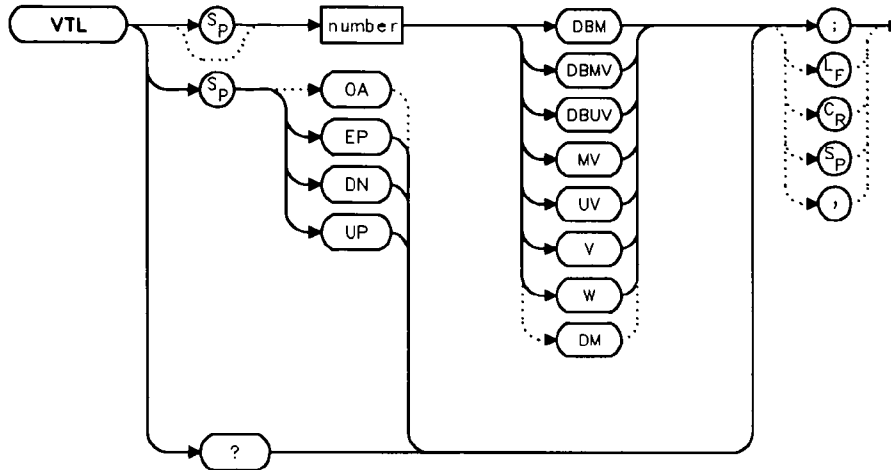 VTL
SP
number
DBM
DBMV
DBUV
MV
UV
V
W
DM
SP
OA
EP
DN
UP
?
;
LF
CR
SP
,